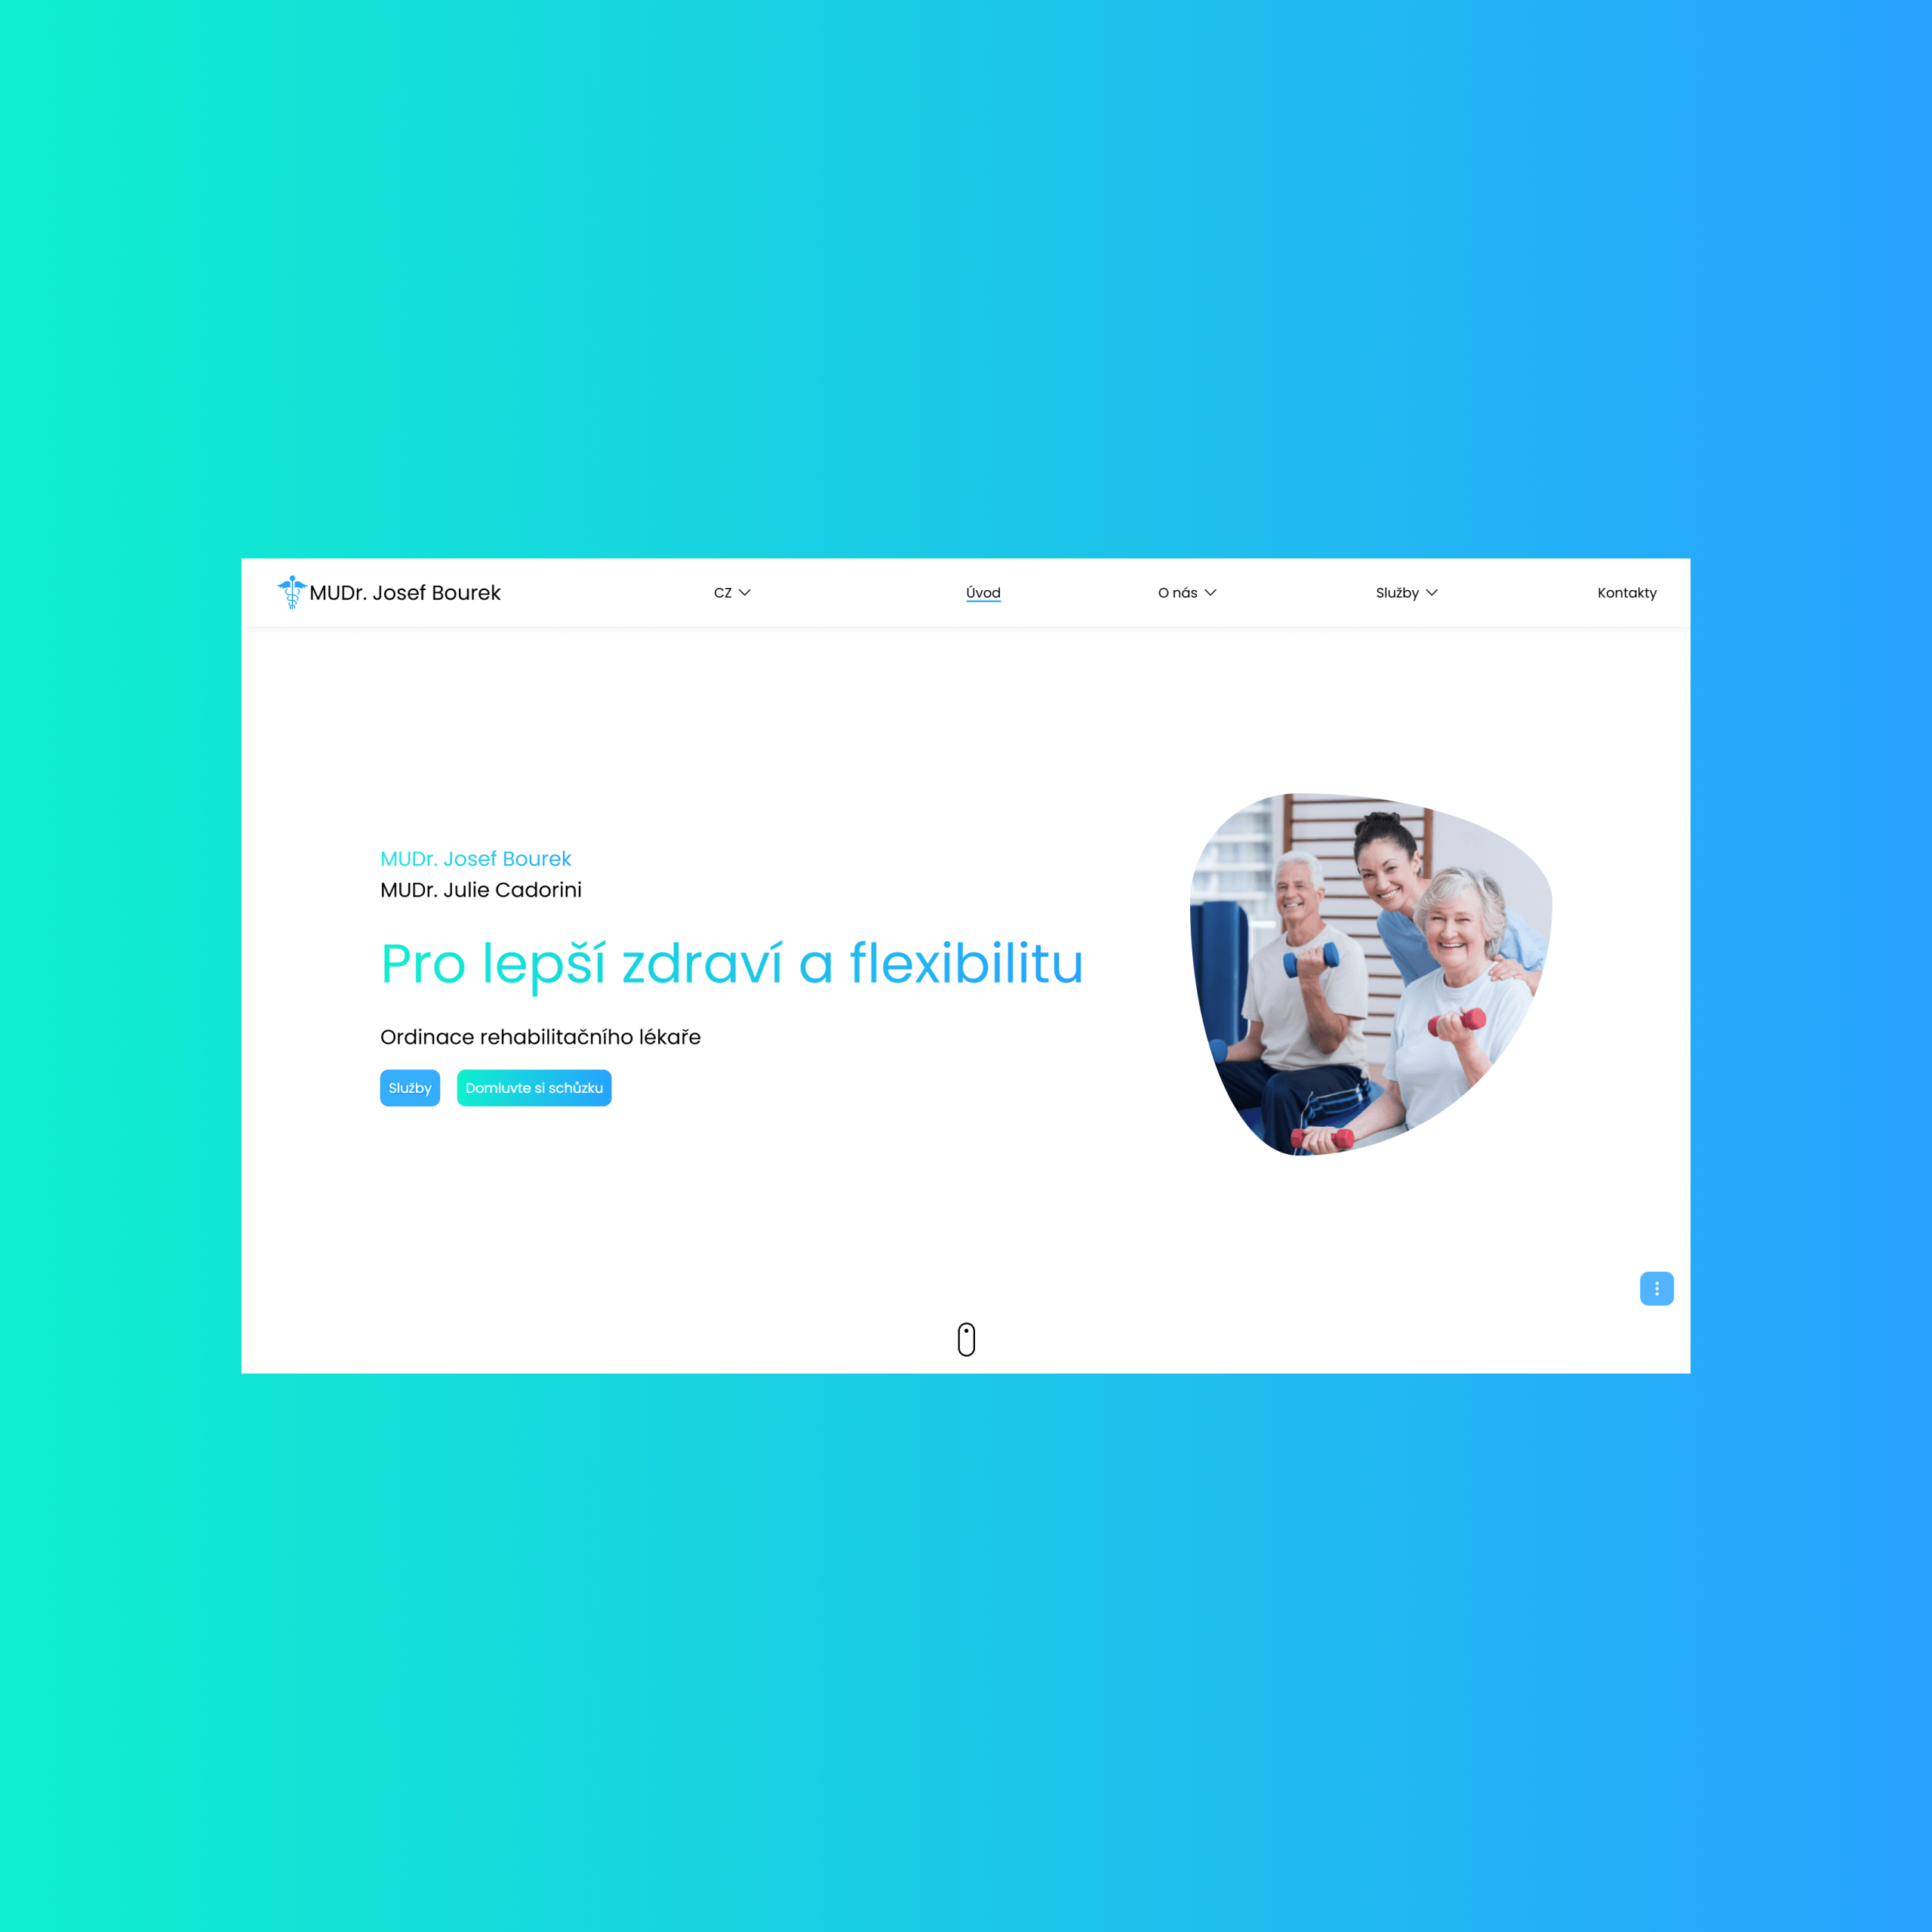 MUDr. Josef Bourek
CZ
Úvod
O nás
Služby
Kontakty
MUDr. Josef Bourek
MUDr. Julie Cadorini
Pro lepší zdraví a flexibilitu
Ordinace rehabilitačního lékaře
Služby
Domluvte si schůzku